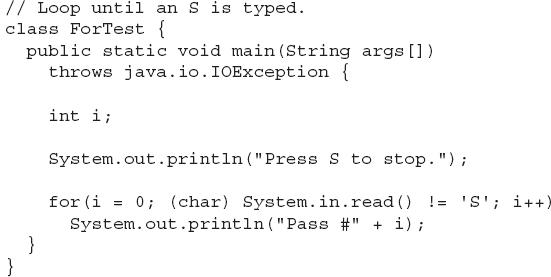 // Loop until an S is typed.
class ForTest {
  public static void main(String args[])
    throws java.io.IOException {

    int i;

    System.out.println("Press S to stop.");

    for(i = 0; (char) System.in.read() != 'S'; i++)
      System.out.println("Pass #" + i);
  }
}